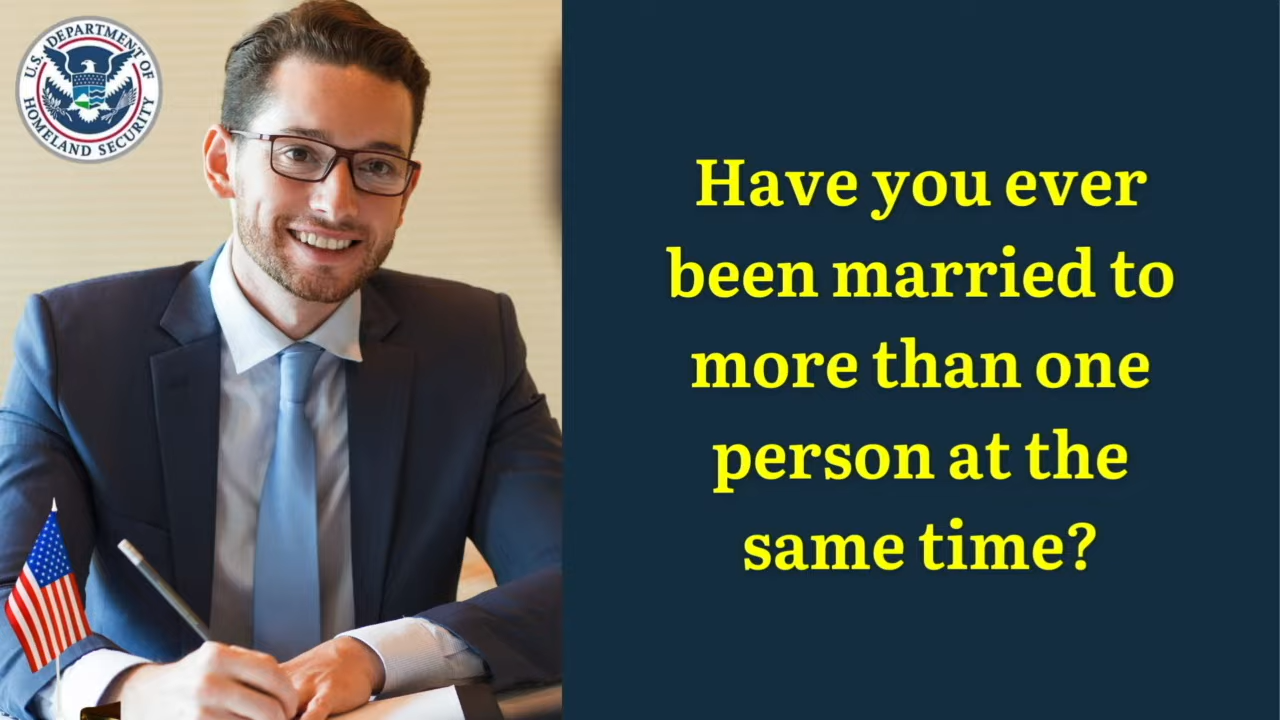 U.S. DEPARTMENT OF
HOMELAND SECURITY
Have you ever
been married to
more than one
person at the
same time?